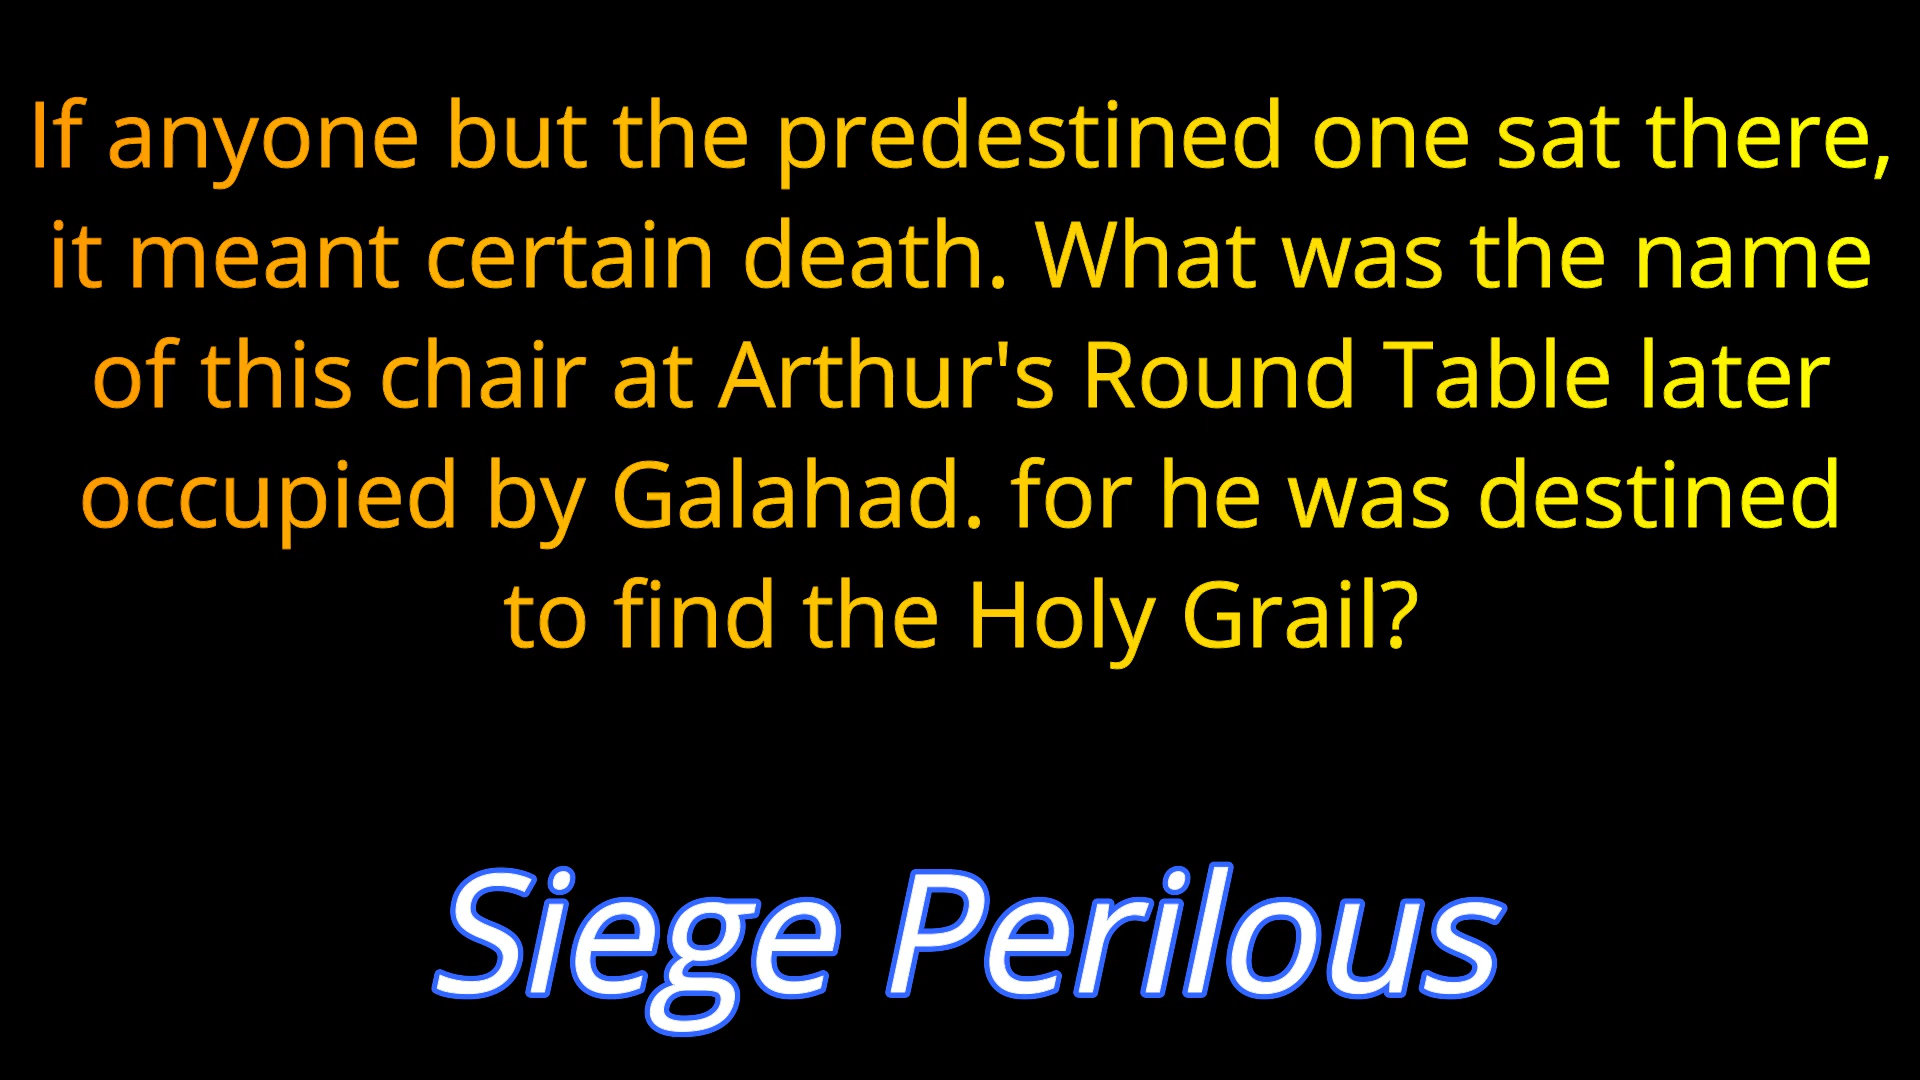 If anyone but the predestined one sat there,
it meant certain death. What was the name
of this chair at Arthur's Round Table later
occupied by Galahad. for he was destined
to find the Holy Grail?
Siege Perilous